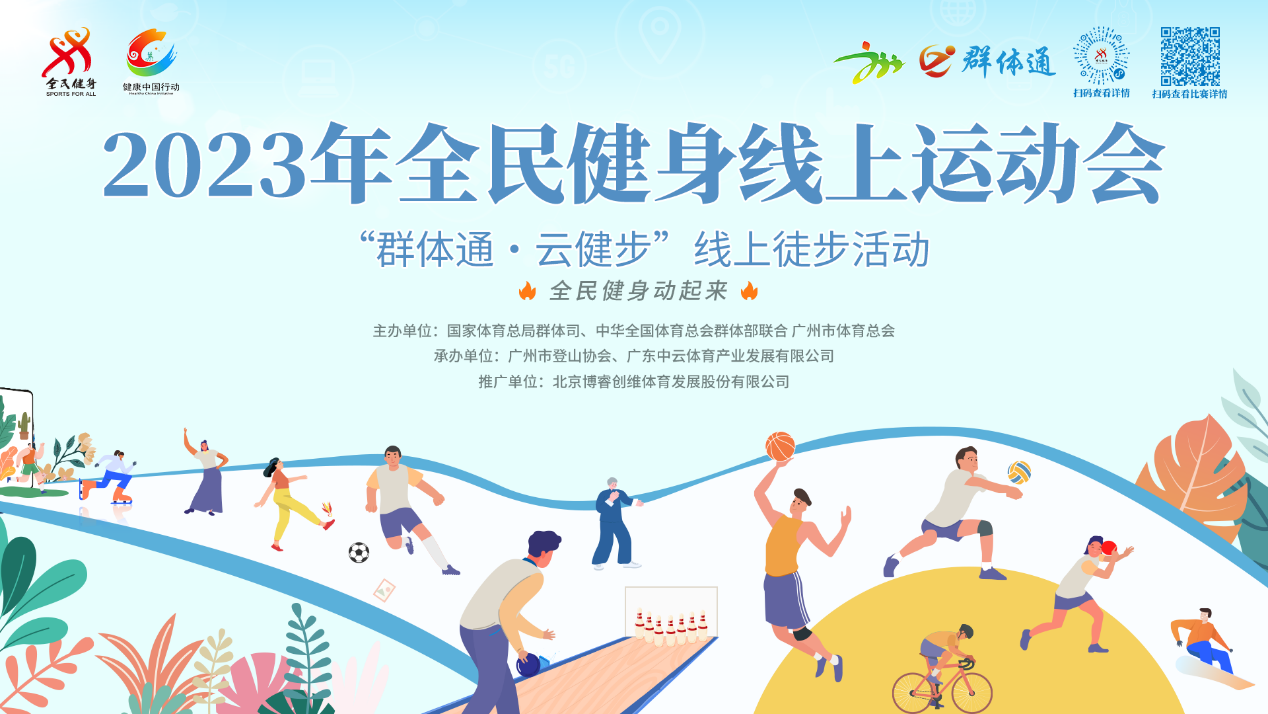 全民健身
SPORTS FOR ALL
健康中国行动
Healthy China Initiative
群体通
扫码查看详情
扫码查看比赛详情
2023年全民健身线上运动会
“群体通·云健步”线上徒步活动
全民健身动起来
主办单位：国家体育总局群体司、中华全国体育总会群体部联合 广州市体育总会
承办单位：广州市登山协会、广东中云体育产业发展有限公司
推广单位：北京博睿创维体育发展股份有限公司